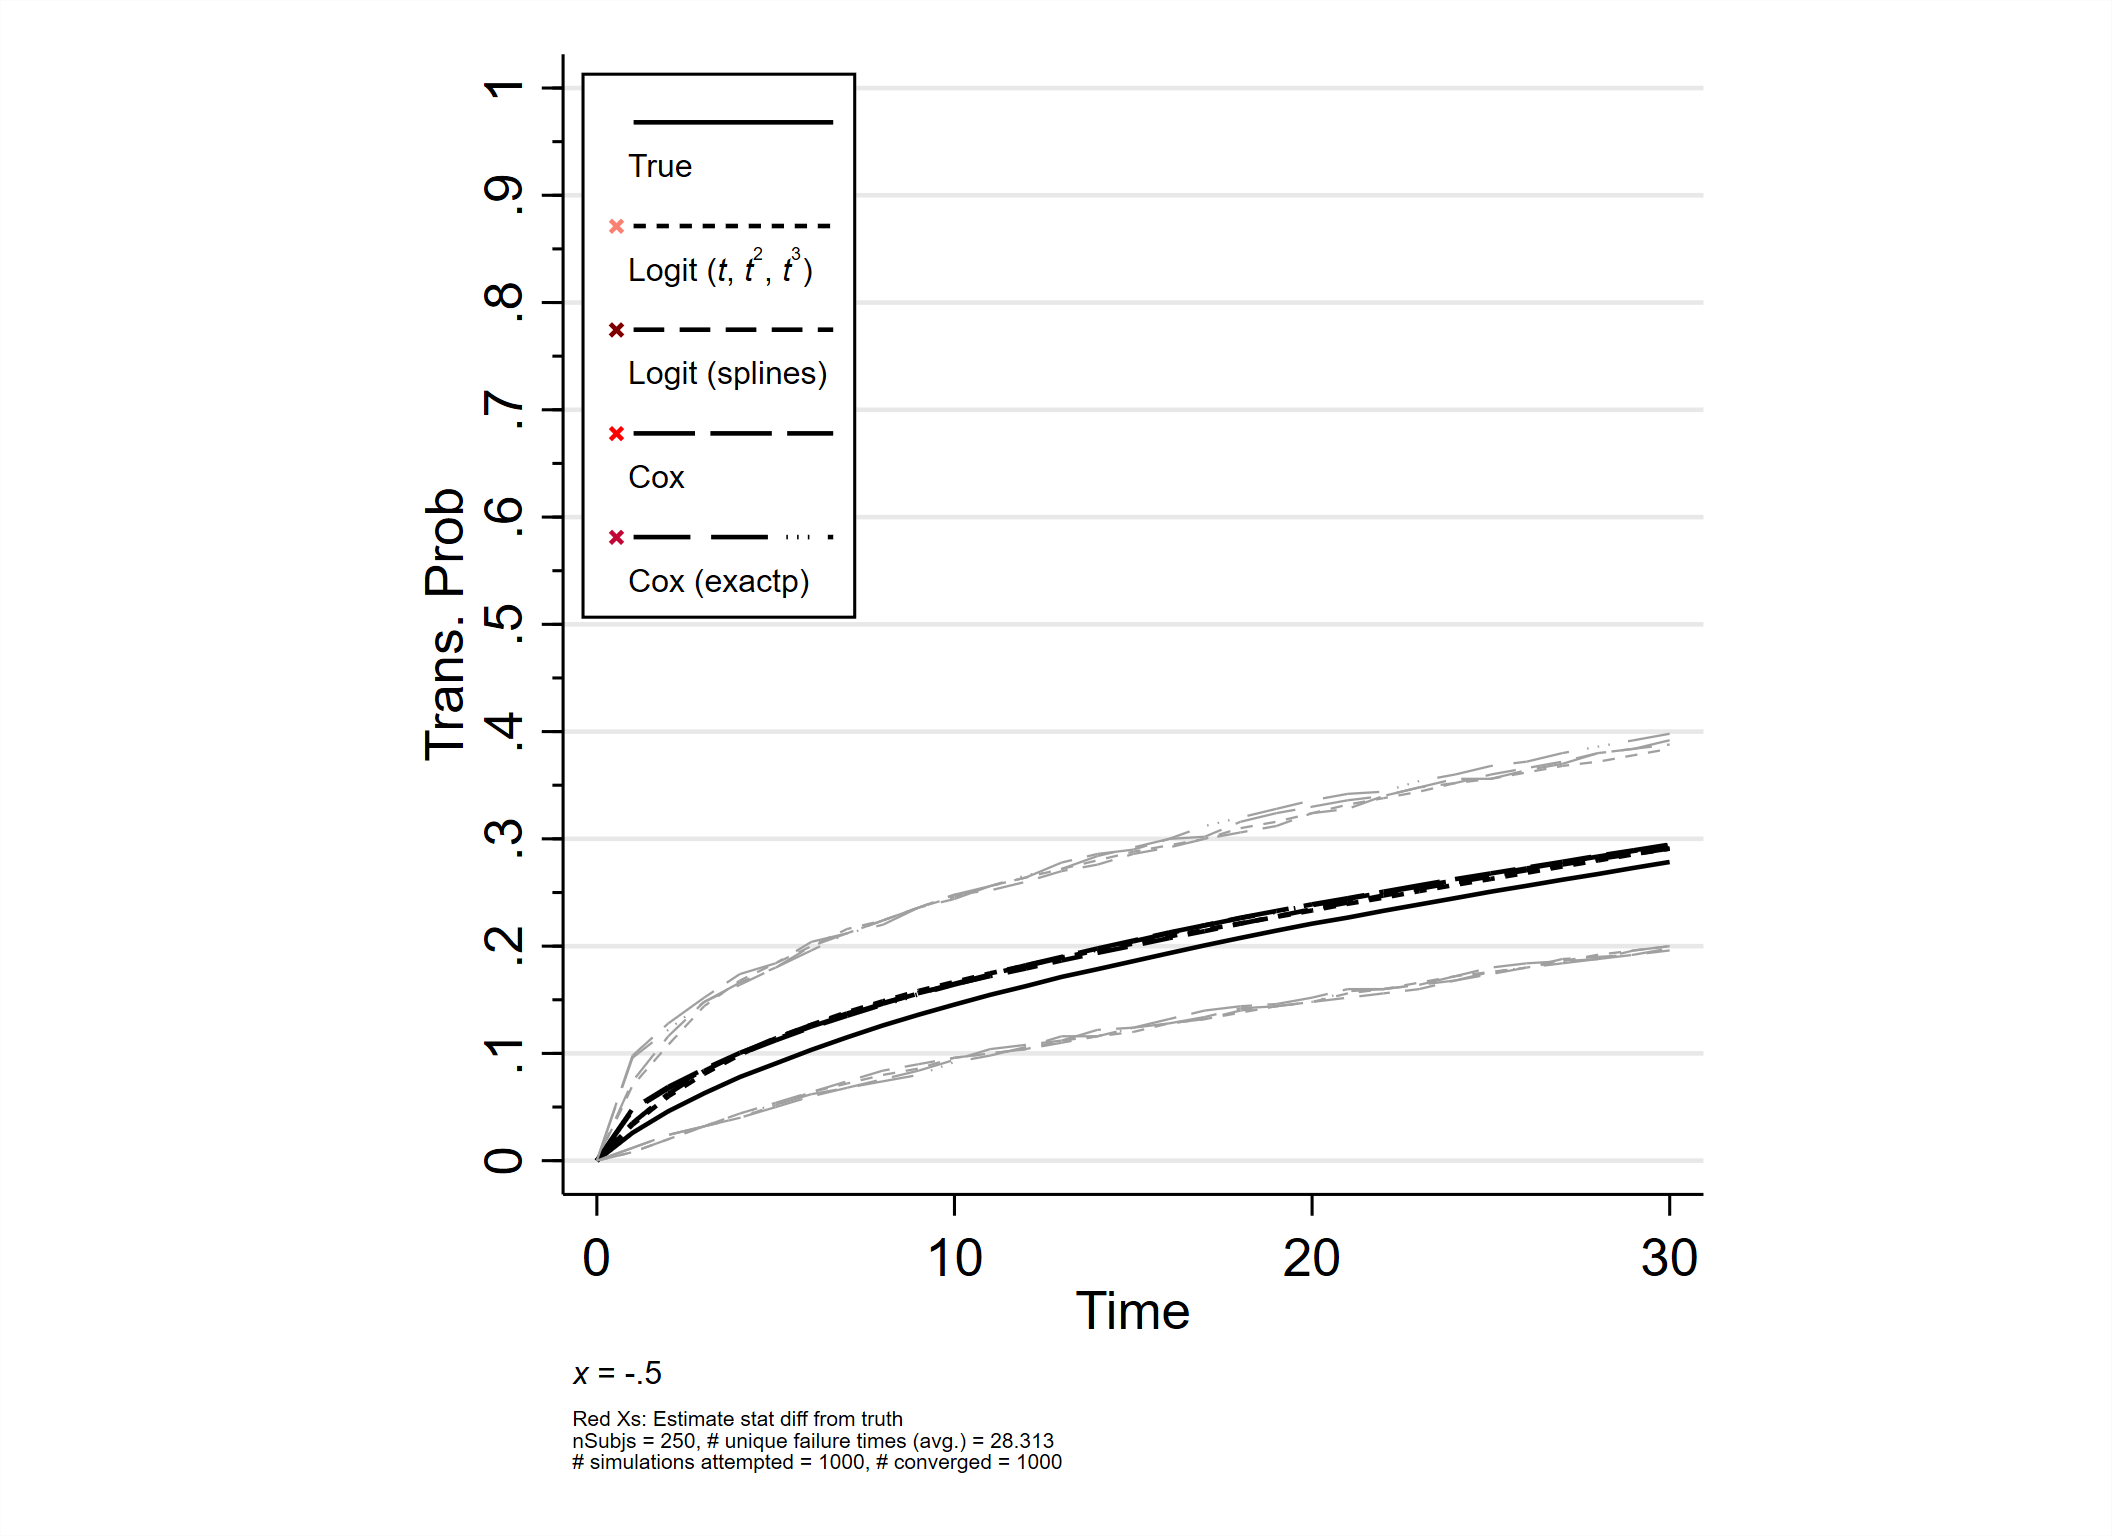 1
.9
.8
.7
.6
.5
.4
.3
.2
.1
0
Trans. Prob
True
Logit (t, t², t³)
Logit (splines)
Cox
Cox (exactp)
0 10 20 30
Time
x = -.5
Red Xs: Estimate stat diff from truth
nSubjs = 250, # unique failure times (avg.) = 28.313
# simulations attempted = 1000, # converged = 1000